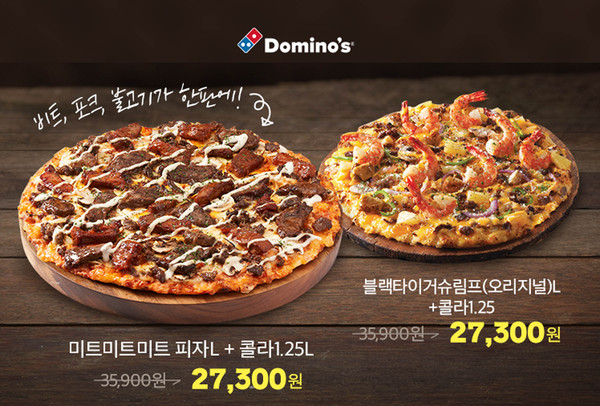 Domino's®
비프, 포크, 불고기가 한판에!
블랙타이거슈림프(오리지널)L
+콜라1.25
35,900원 27,300원
미트미트미트 피자L + 콜라1.25L
35,900원 27,300원